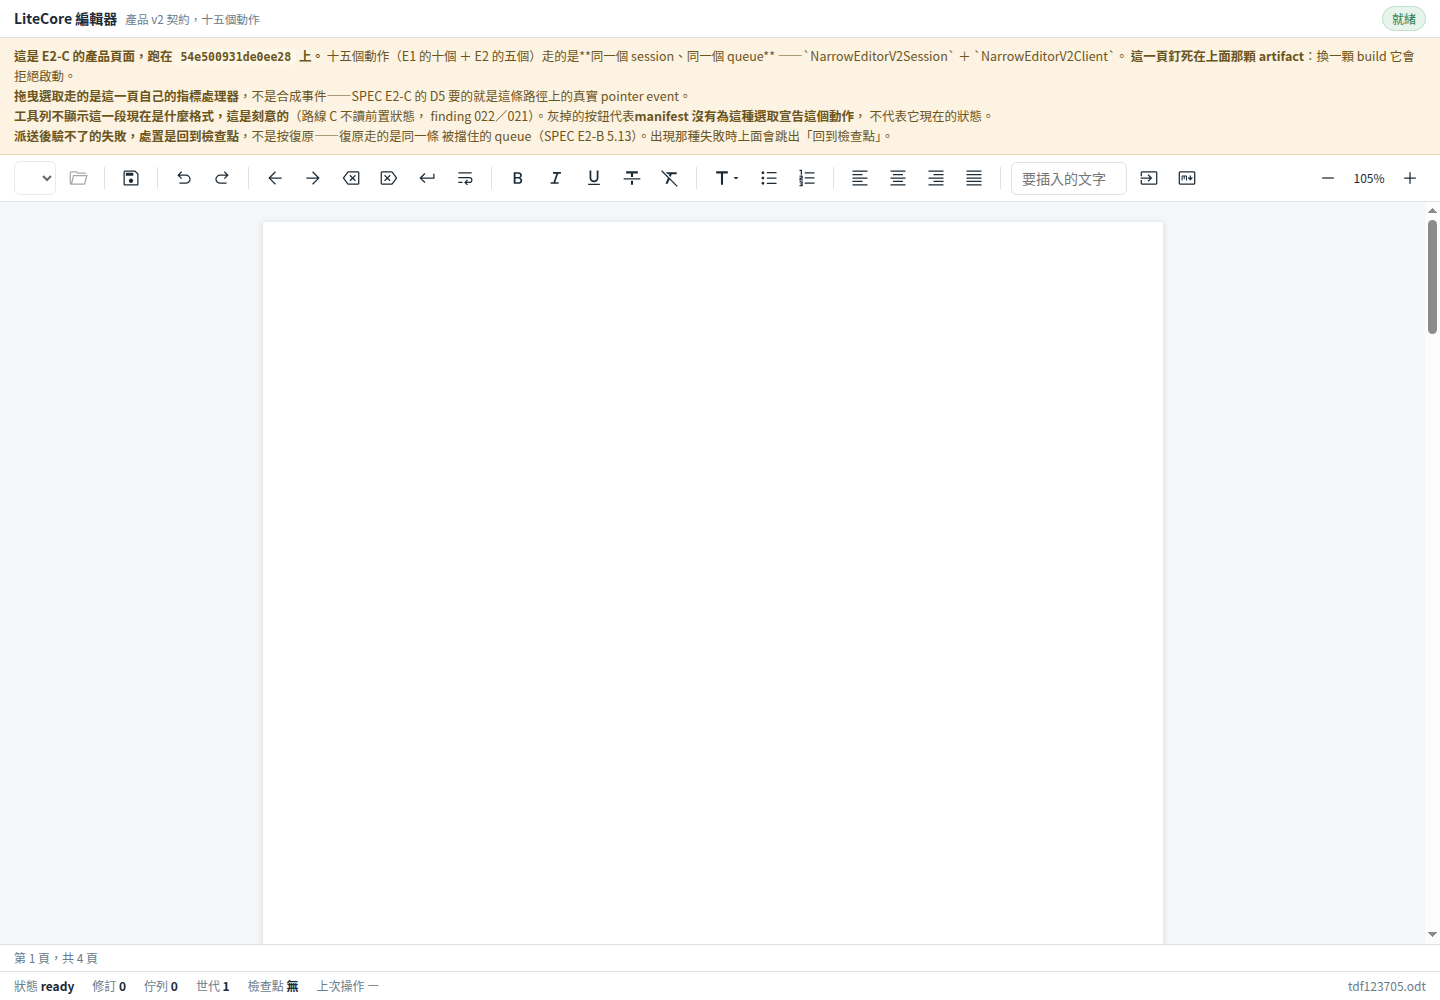 LiteCore 編輯器 產品 v2 契約，十五個動作 就緒
這是 E2-C 的產品頁面，跑在 54e500931de0ee28 上。十五個動作（E1 的十個 ＋ E2 的五個）走的是**同一個 session、同一個 queue** ——`NarrowEditorV2Session` ＋ `NarrowEditorV2Client`。這一頁釘死在上面那顆 artifact：換一顆 build 它會
拒絕啟動。
拖曳選取走的是這一頁自己的指標處理器，不是合成事件——SPEC E2-C 的 D5 要的就是這條路徑上的真實 pointer event。
工具列不顯示這一段現在是什麼格式，這是刻意的（路線 C 不讀前置狀態， finding 022／021）。灰掉的按鈕代表manifest 沒有為這種選取宣告這個動作， 不代表它現在的狀態。
派送後驗不了的失敗，處置是回到檢查點，不是按復原——復原走的是同一條 被擋住的 queue（SPEC E2-B 5.13）。出現那種失敗時上面會跳出「回到檢查點」。
要插入的文字 105%
第 1 頁，共 4 頁
狀態 ready 修訂 0 佇列 0 世代 1 檢查點 無 上次操作 — tdf123705.odt